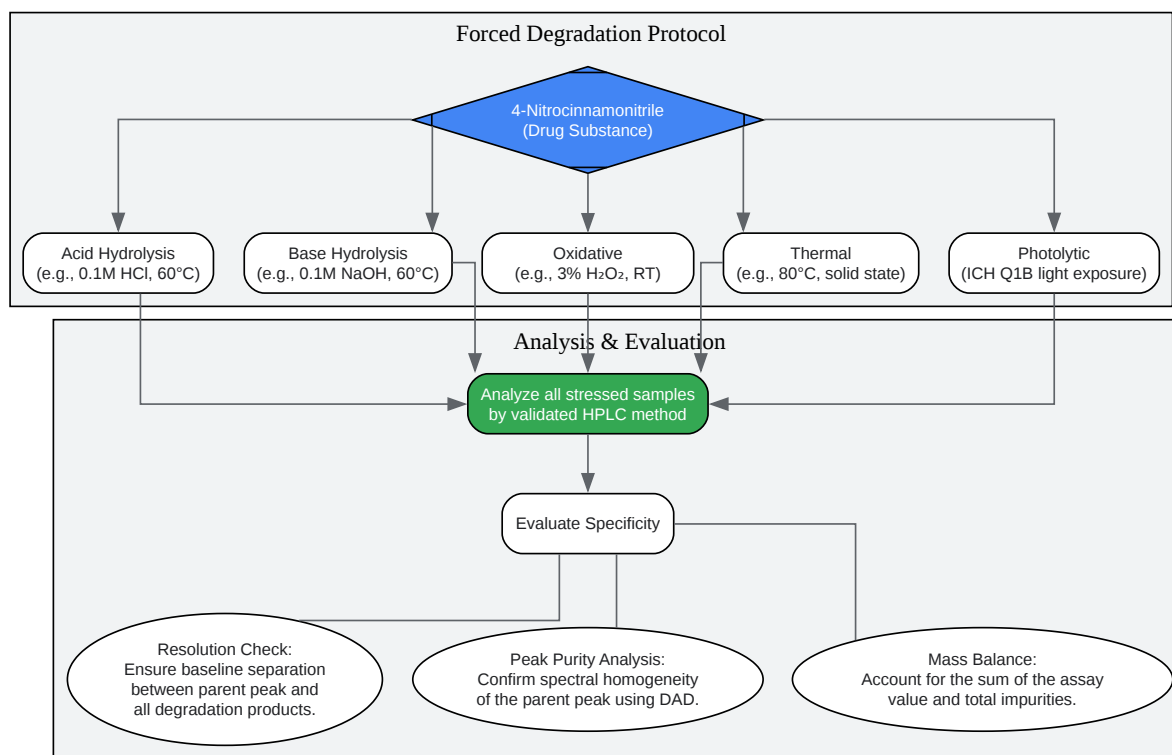 Forced Degradation Protocol
4-Nitrocinnamonitrile
(Drug Substance)
Acid Hydrolysis
(e.g., 0.1M HCl, 60°C)
Base Hydrolysis
(e.g., 0.1M NaOH, 60°C)
Oxidative
(e.g., 3% H₂O₂, RT)
Thermal
(e.g., 80°C, solid state)
Photolytic
(ICH Q1B light exposure)
Analysis & Evaluation
Analyze all stressed samples
by validated HPLC method
Evaluate Specificity
Resolution Check:
Ensure baseline separation
between parent peak and
all degradation products.
Peak Purity Analysis:
Confirm spectral homogeneity
of the parent peak using DAD.
Mass Balance:
Account for the sum of the assay
value and total impurities.